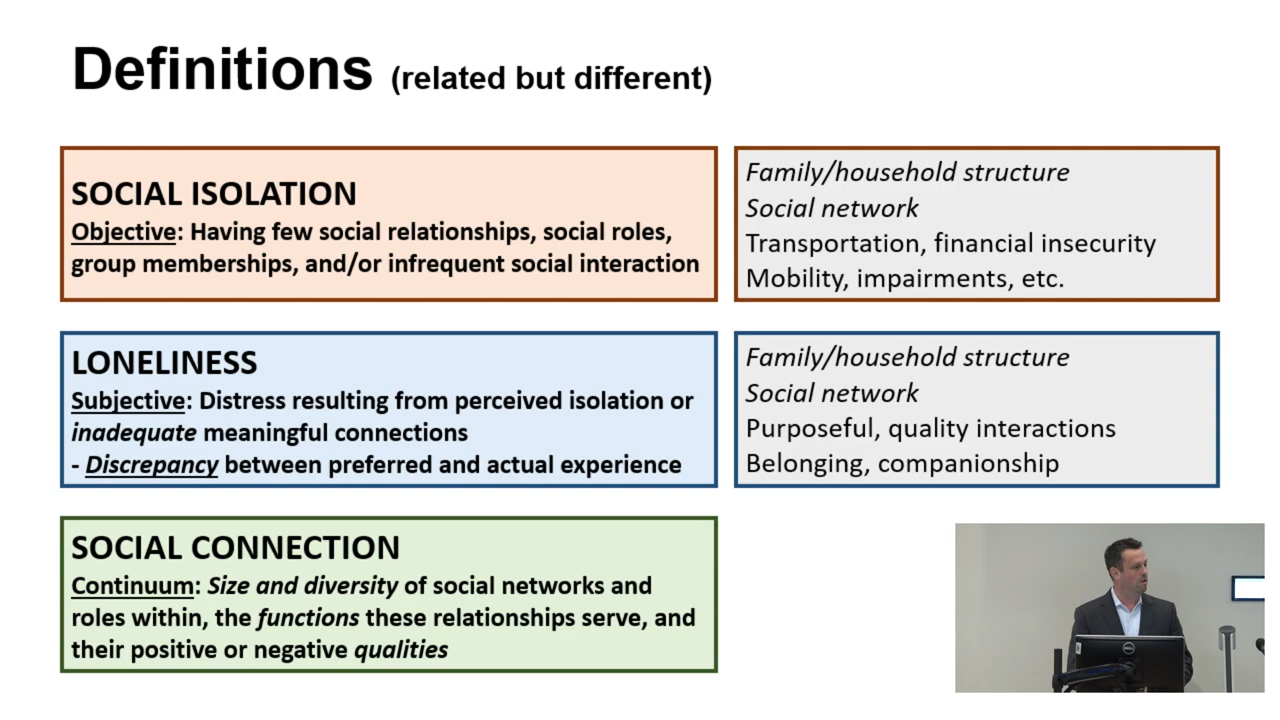 Definitions (related but different)
SOCIAL ISOLATION
Objective: Having few social relationships, social roles,
group memberships, and/or infrequent social interaction
Family/household structure
Social network
Transportation, financial insecurity
Mobility, impairments, etc.
LONELINESS
Subjective: Distress resulting from perceived isolation or
inadequate meaningful connections
- Discrepancy between preferred and actual experience
Family/household structure
Social network
Purposeful, quality interactions
Belonging, companionship
SOCIAL CONNECTION
Continuum: Size and diversity of social networks and
roles within, the functions these relationships serve, and
their positive or negative qualities
DELL